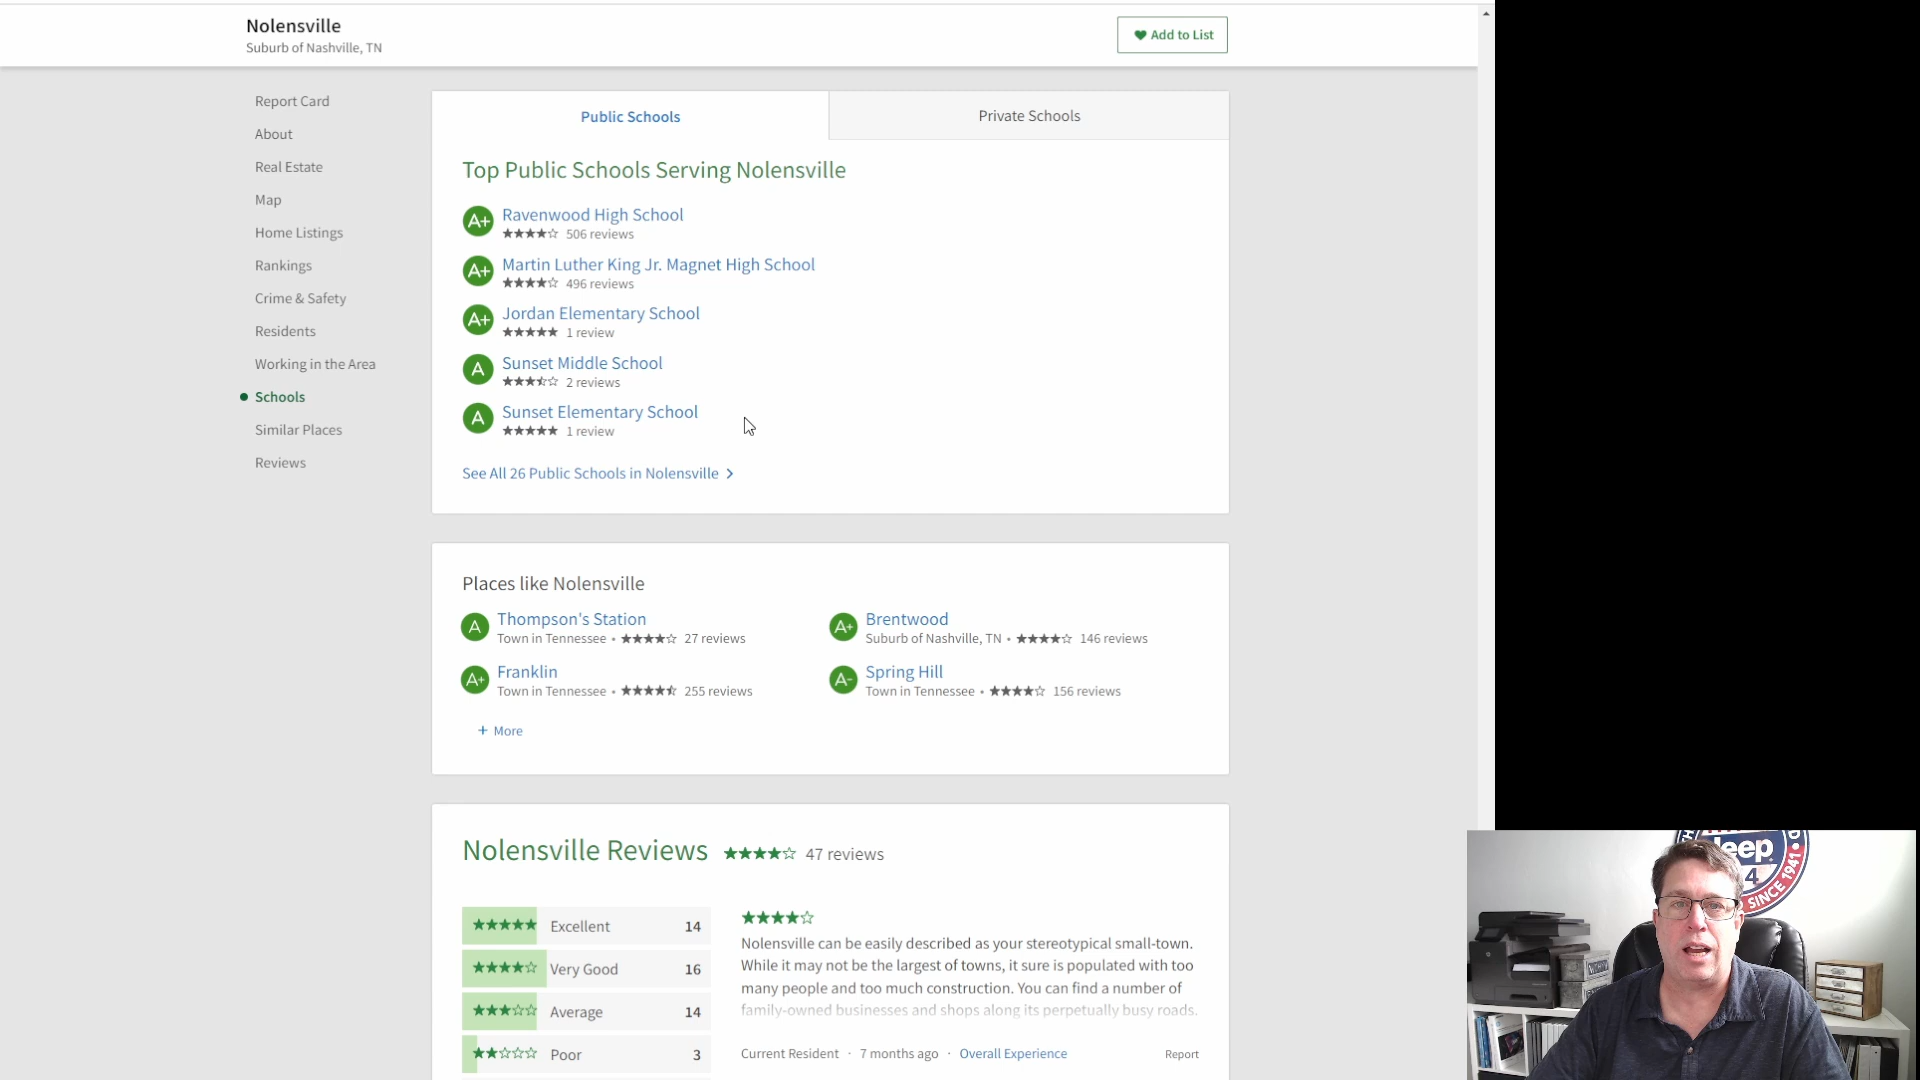 Nolensville
Suburb of Nashville, TN
Add to List
Report Card
About
Real Estate
Map
Home Listings
Rankings
Crime & Safety
Residents
Working in the Area
Schools
Similar Places
Reviews
Public Schools
Private Schools
Top Public Schools Serving Nolensville
A+ Ravenwood High School
506 reviews
A+ Martin Luther King Jr. Magnet High School
496 reviews
A+ Jordan Elementary School
1 review
A Sunset Middle School
2 reviews
A Sunset Elementary School
1 review
See All 26 Public Schools in Nolensville
Places like Nolensville
A Thompson's Station
Town in Tennessee • 27 reviews
A+ Brentwood
Suburb of Nashville, TN • 146 reviews
A+ Franklin
Town in Tennessee • 255 reviews
A- Spring Hill
Town in Tennessee • 156 reviews
+ More
Nolensville Reviews 47 reviews
Excellent 14
Very Good 16
Average 14
Poor 3
Nolensville can be easily described as your stereotypical small-town.
While it may not be the largest of towns, it sure is populated with too
many people and too much construction. You can find a number of
family-owned businesses and shops along its perpetually busy roads.
Current Resident · 7 months ago · Overall Experience
Report
Jeep
4
SINCE 1941